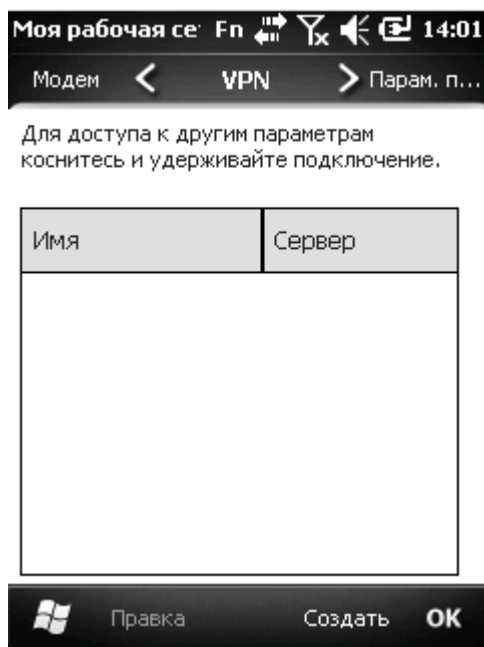 Моя рабочая се Fn 14:01
Модем VPN Парам. п...
Для доступа к другим параметрам
коснитесь и удерживайте подключение.
Имя Сервер
Правка Создать OK